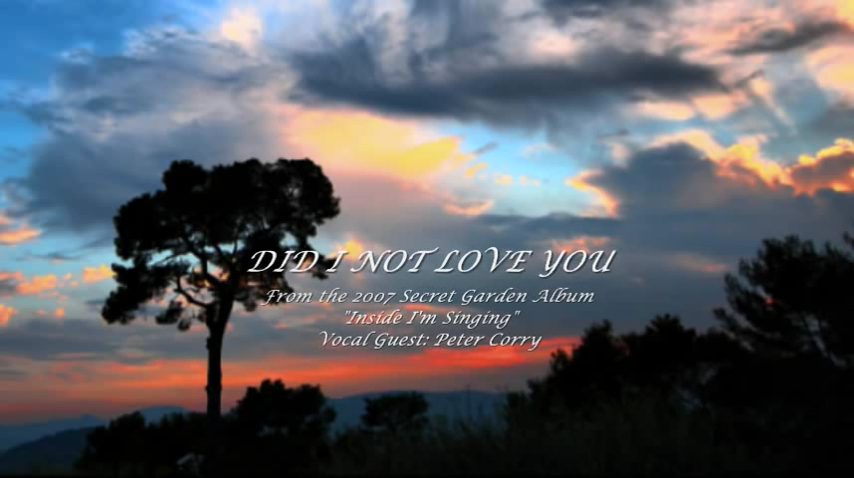 DID I NOT LOVE YOU
From the 2007 Secret Garden Album
"Inside I'm Singing"
Vocal Guest: Peter Corry